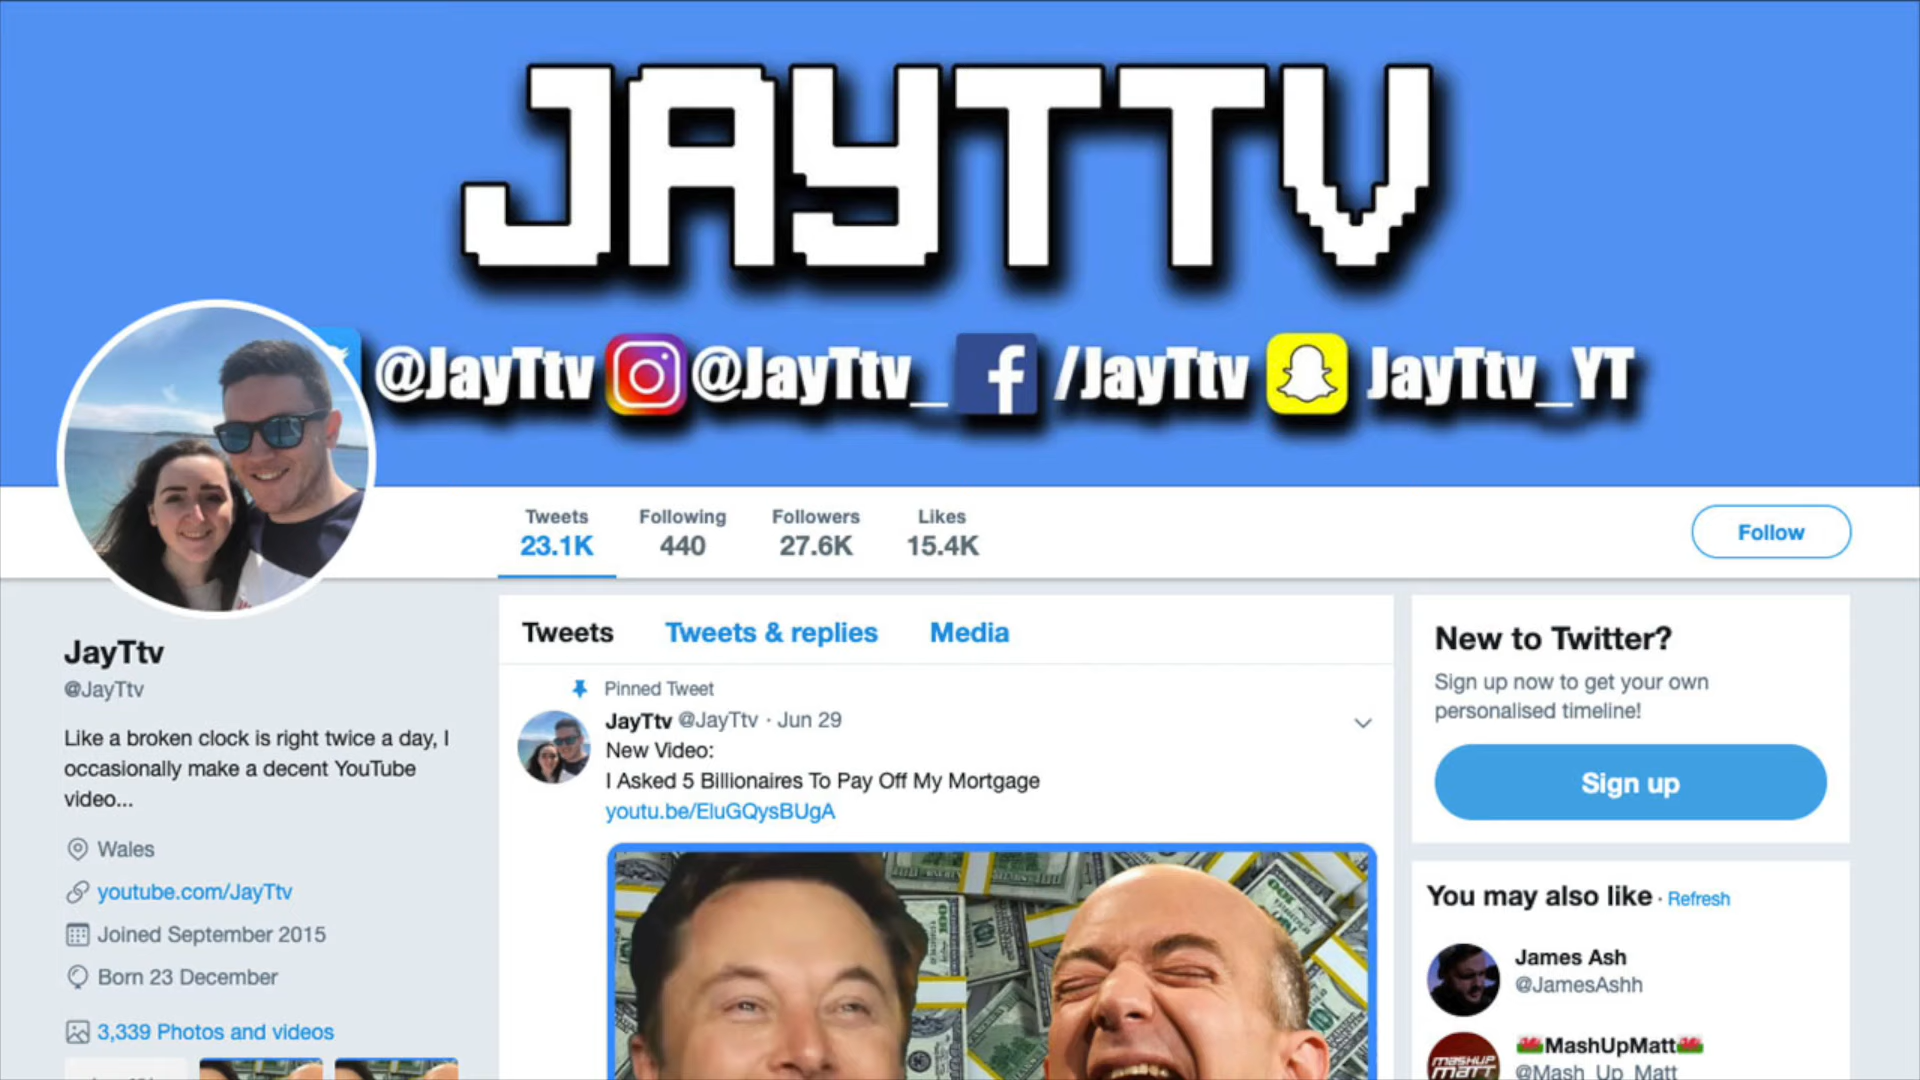 JAYTTV
@JayTtv @JayTtv_ /JayTtv JayTtv_YT
Tweets Following Followers Likes
23.1K 440 27.6K 15.4K
Follow
JayTtv
@JayTtv
Like a broken clock is right twice a day, I
occasionally make a decent YouTube
video...
Wales
youtube.com/JayTtv
Joined September 2015
Born 23 December
3,339 Photos and videos
Tweets Tweets & replies Media
Pinned Tweet
JayTtv @JayTtv · Jun 29
New Video:
I Asked 5 Billionaires To Pay Off My Mortgage
youtu.be/EluGQysBUgA
New to Twitter?
Sign up now to get your own
personalised timeline!
Sign up
You may also like · Refresh
James Ash
@JamesAshh
MashUpMatt
@Mash_Up_Matt
MASHUP
MATT